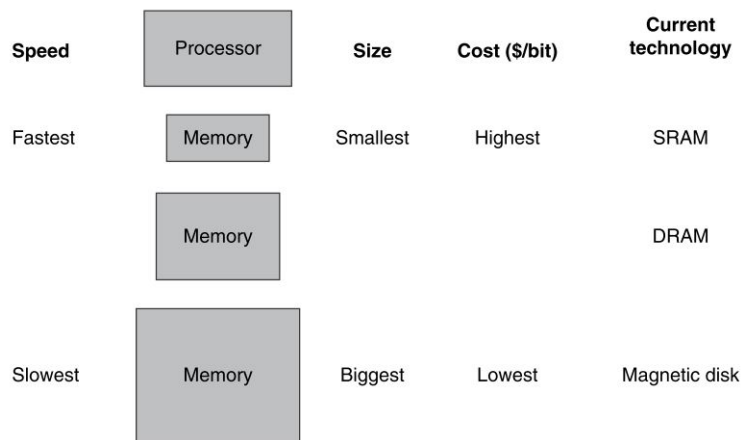 Speed Processor Size Cost ($/bit) Current technology
Fastest Memory Smallest Highest SRAM
Memory DRAM
Slowest Memory Biggest Lowest Magnetic disk